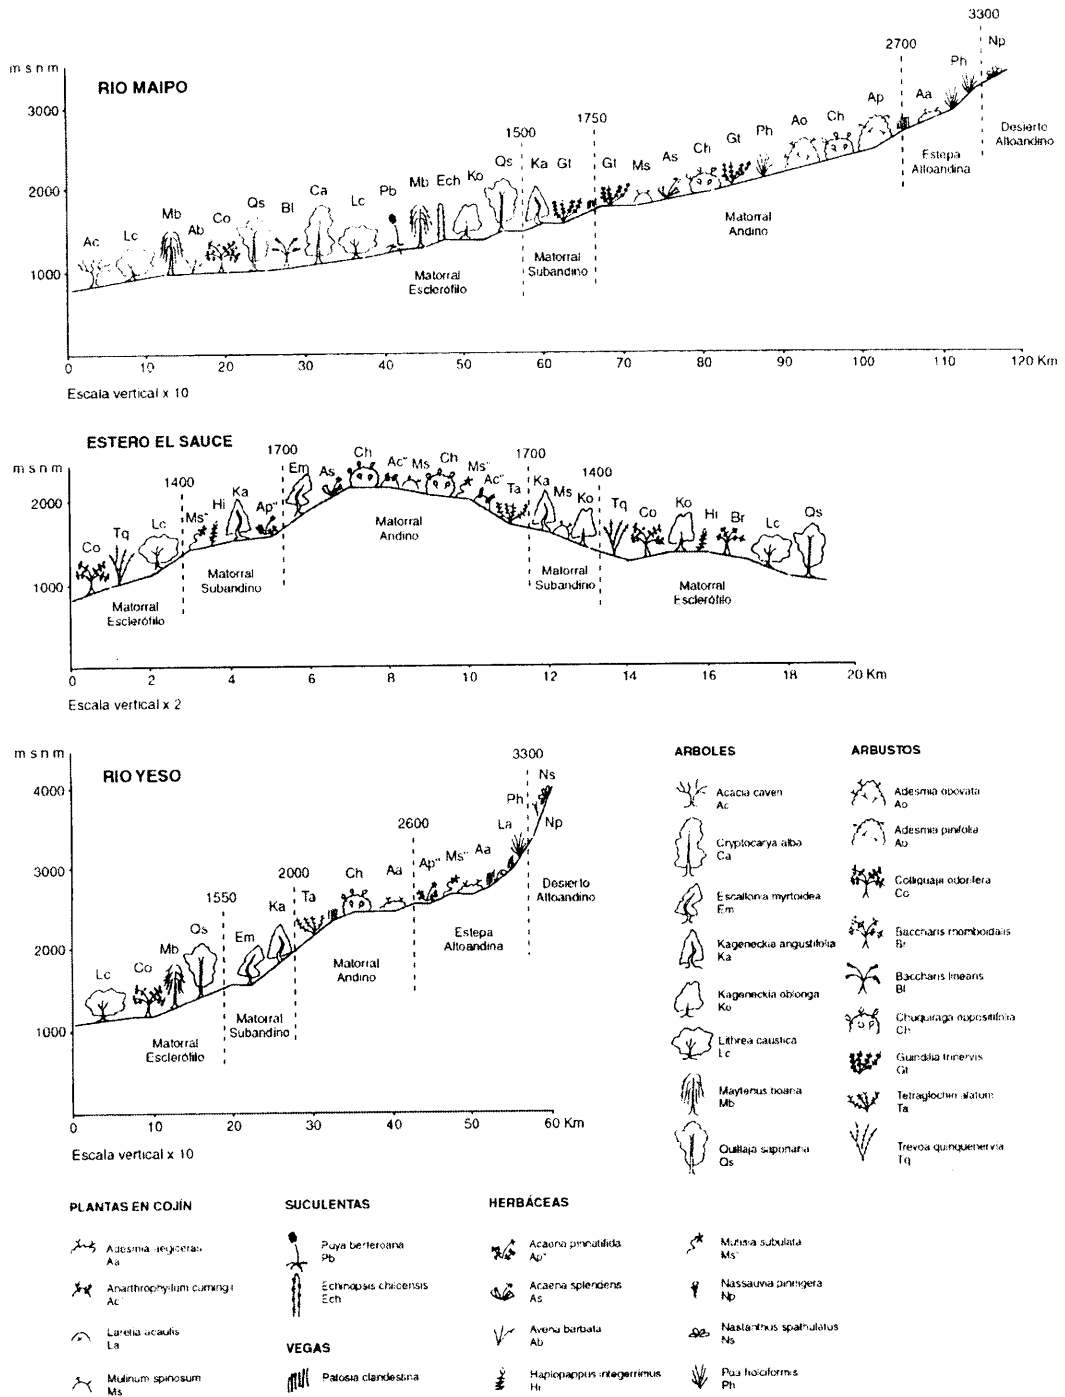 3300
2700
Np
m s n m
RIO MAIPO
Ph
Aa
3000
Ap
1750
Ao
Ch
1500
Ph
Desierto
Altoandino
Estepa
Altoandina
Gt
Ch
As
Ms
Gt
Ka Gt
Qs
Ko
Ech
Mb
Pb
2000
Ca
Lc
Qs
Bl
Mb
Co
Ab
Lc
Ac
Matorral
Andino
Matorral
Subandino
Matorral
Esclerófilo
1000
0
0 10 20 30 40 50 60 70 80 90 100 110 120 Km
Escala vertical x 10
ESTERO EL SAUCE
m s n m
1700
1400
Em As Ch Ac" Ms Ch Ms" Ac" Ta
1700
1400
Ka Ms Ko
Tq Co Ko Hi Br Lc Qs
2000
Ms" Hi Ka Ap"
Co Tq Lc
Matorral
Andino
Matorral
Subandino
Matorral
Subandino
Matorral
Esclerófilo
Matorral
Esclerófilo
1000
0
0 2 4 6 8 10 12 14 16 18 20 Km
Escala vertical x 2
m s n m
RIO YESO
3300
Ns
4000
Ph
Np
La
2600
Ap" Ms" Aa
3000
2000
Ch Aa
Ta
1550
Ka
Em
Desierto
Altoandino
Estepa
Altoandina
Matorral
Andino
2000
Qs
Mb
Co
Lc
Matorral
Subandino
Matorral
Esclerófilo
1000
0
0 10 20 30 40 50 60 Km
Escala vertical x 10
ARBOLES
Acacia caven
Ac
Cryptocarya alba
Ca
Escallonia myrtoidea
Em
Kageneckia angustifolia
Ka
Kageneckia oblonga
Ko
Lithrea caustica
Lc
Maytenus boaria
Mb
Quillaja saponaria
Qs
ARBUSTOS
Adesmia obovata
Ao
Adesmia pinifolia
Ap
Colliguaja odorifera
Co
Baccharis rhomboidalis
Br
Baccharis linearis
Bl
Chuquiraga oppositifolia
Ch
Guindilia trinervis
Gt
Tetraglochin alatum
Ta
Trevoa quinquenervia
Tq
PLANTAS EN COJÍN
Adesmia aegiceras
Aa
Anarthrophyllum cumingii
Ac"
Laretia acaulis
La
Mulinum spinosum
Ms
SUCULENTAS
Puya berteroana
Pb
Echinopsis chilcensis
Ech
VEGAS
Patosia clandestina
HERBÁCEAS
Acaena pinnatifida
Ap"
Acaena splendens
As
Avena barbata
Ab
Haplopappus integerrimus
Hi
Mutisia subulata
Ms"
Nassauvia pinnigera
Np
Nastanthus spathulatus
Ns
Poa holciformis
Ph